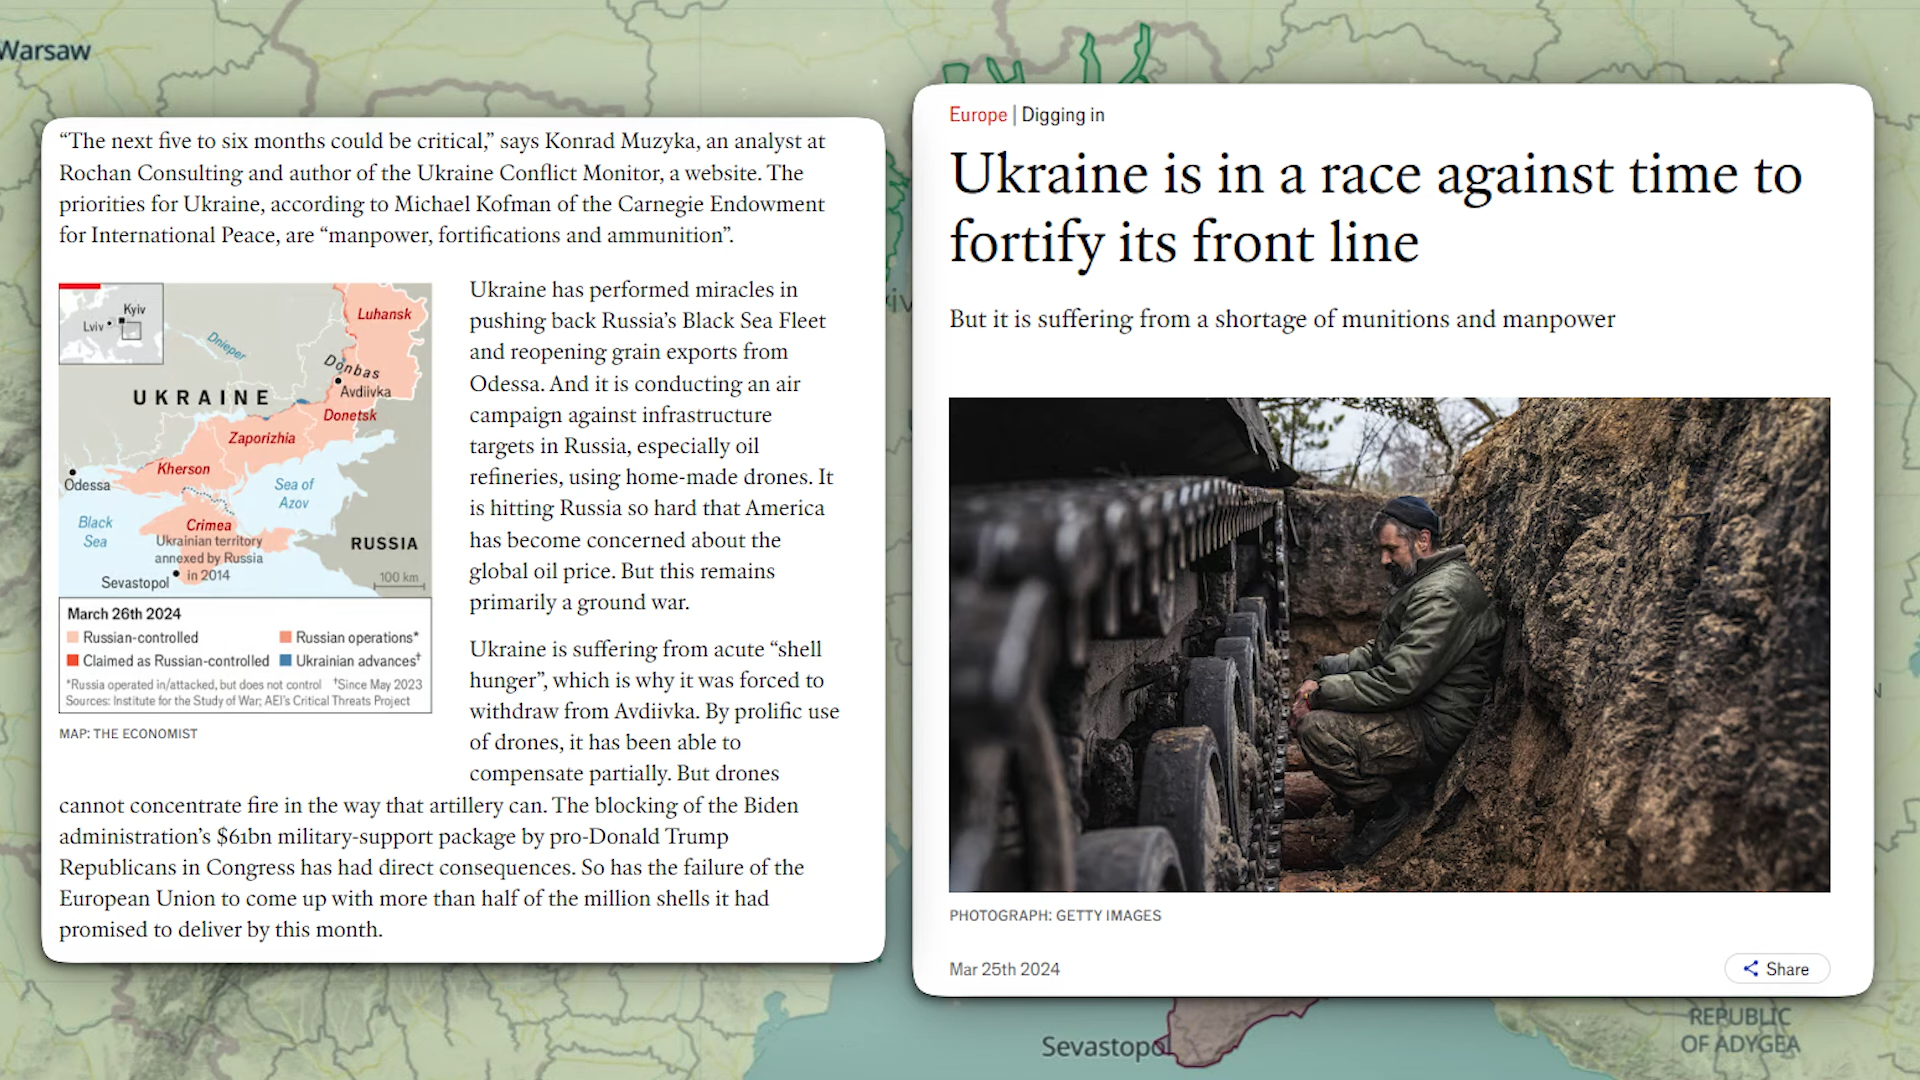 Warsaw
“The next five to six months could be critical,” says Konrad Muzyka, an analyst at
Rochan Consulting and author of the Ukraine Conflict Monitor, a website. The
priorities for Ukraine, according to Michael Kofman of the Carnegie Endowment
for International Peace, are “manpower, fortifications and ammunition”.
Kyiv
Lviv
Dnieper
Luhansk
Donbas
UKRAINE
Avdiivka
Donetsk
Zaporizhia
Kherson
Odessa
Sea of
Azov
Black
Sea
Crimea
Ukrainian territory
annexed by Russia
in 2014
RUSSIA
Sevastopol
100 km
March 26th 2024
Russian-controlled
Russian operations*
Claimed as Russian-controlled
Ukrainian advances†
*Russia operated in/attacked, but does not control †Since May 2023
Sources: Institute for the Study of War; AEI’s Critical Threats Project
MAP: THE ECONOMIST
Ukraine has performed miracles in
pushing back Russia’s Black Sea Fleet
and reopening grain exports from
Odessa. And it is conducting an air
campaign against infrastructure
targets in Russia, especially oil
refineries, using home-made drones. It
is hitting Russia so hard that America
has become concerned about the
global oil price. But this remains
primarily a ground war.
Ukraine is suffering from acute “shell
hunger”, which is why it was forced to
withdraw from Avdiivka. By prolific use
of drones, it has been able to
compensate partially. But drones
cannot concentrate fire in the way that artillery can. The blocking of the Biden
administration’s $61bn military-support package by pro-Donald Trump
Republicans in Congress has had direct consequences. So has the failure of the
European Union to come up with more than half of the million shells it had
promised to deliver by this month.
Europe | Digging in
Ukraine is in a race against time to
fortify its front line
But it is suffering from a shortage of munitions and manpower
PHOTOGRAPH: GETTY IMAGES
Mar 25th 2024
Share
Sevastopol
REPUBLIC
OF ADYGEA